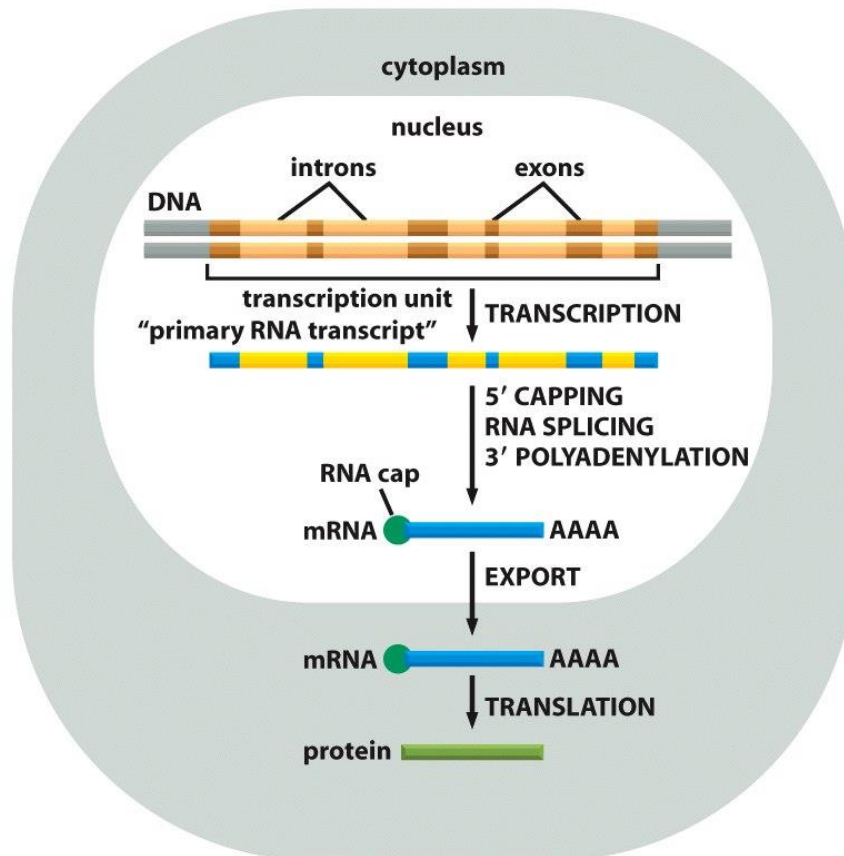 cytoplasm
nucleus
introns exons
DNA
transcription unit
“primary RNA transcript”
TRANSCRIPTION
5′ CAPPING
RNA SPLICING
3′ POLYADENYLATION
RNA cap
mRNA AAAA
EXPORT
mRNA AAAA
TRANSLATION
protein